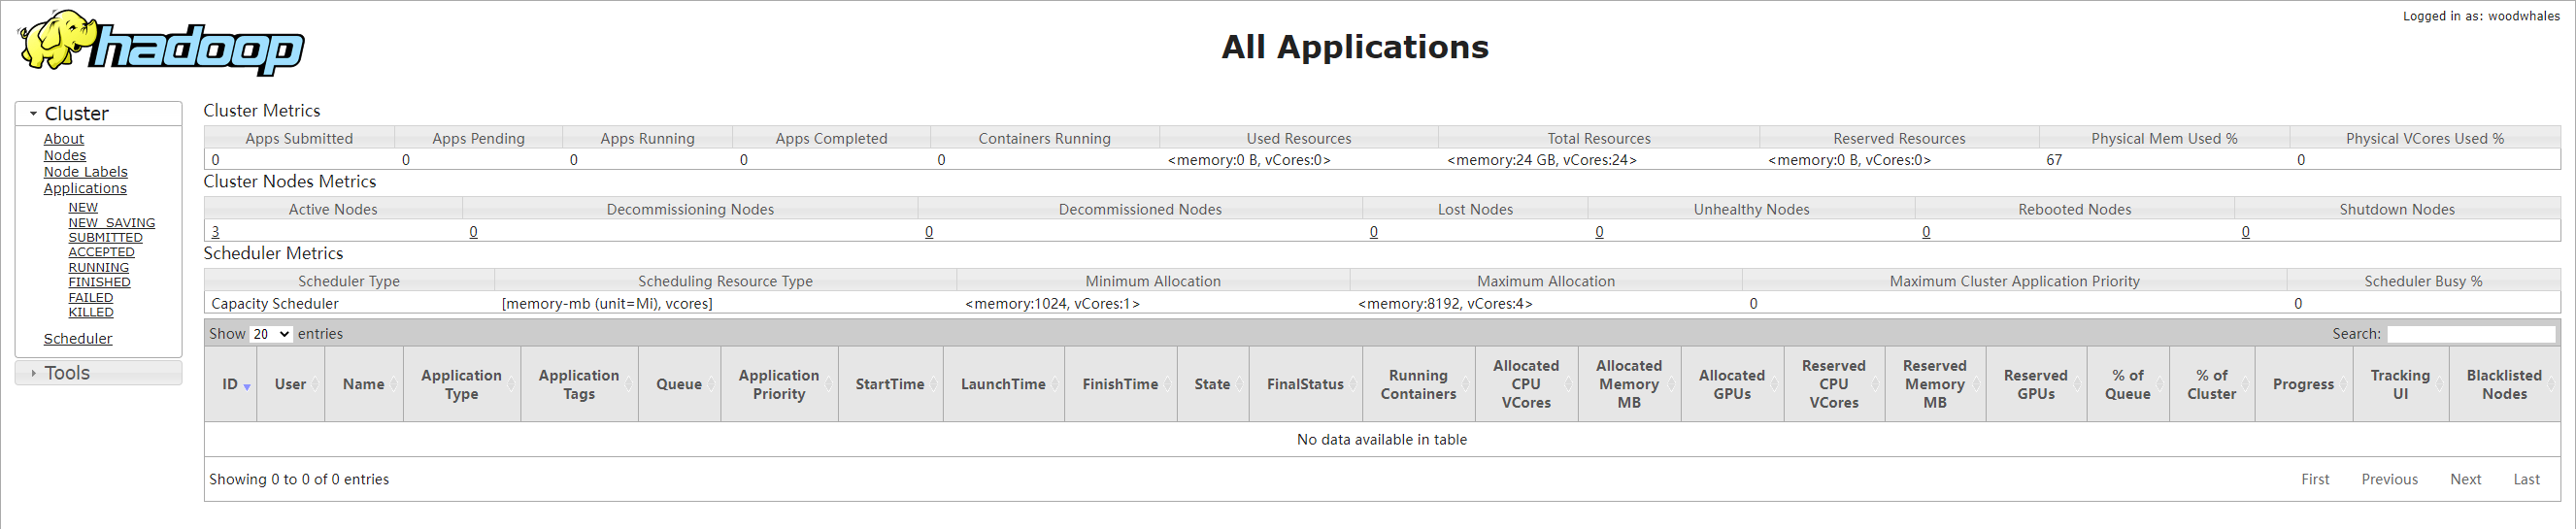 Logged in as: woodwhales
hadoop
All Applications
Cluster
About
Nodes
Node Labels
Applications
NEW
NEW_SAVING
SUBMITTED
ACCEPTED
RUNNING
FINISHED
FAILED
KILLED
Scheduler
Tools
Cluster Metrics
Apps Submitted Apps Pending Apps Running Apps Completed Containers Running Used Resources Total Resources Reserved Resources Physical Mem Used % Physical VCores Used %
0 0 0 0 0 <memory:0 B, vCores:0> <memory:24 GB, vCores:24> <memory:0 B, vCores:0> 67 0
Cluster Nodes Metrics
Active Nodes Decommissioning Nodes Decommissioned Nodes Lost Nodes Unhealthy Nodes Rebooted Nodes Shutdown Nodes
3 0 0 0 0 0 0
Scheduler Metrics
Scheduler Type Scheduling Resource Type Minimum Allocation Maximum Allocation Maximum Cluster Application Priority Scheduler Busy %
Capacity Scheduler [memory-mb (unit=Mi), vcores] <memory:1024, vCores:1> <memory:8192, vCores:4> 0 0
Show 20 entries Search:
ID User Name Application Type Application Tags Queue Application Priority StartTime LaunchTime FinishTime State FinalStatus Running Containers Allocated CPU VCores Allocated Memory MB Allocated GPUs Reserved CPU VCores Reserved Memory MB Reserved GPUs % of Queue % of Cluster Progress Tracking UI Blacklisted Nodes
No data available in table
Showing 0 to 0 of 0 entries First Previous Next Last